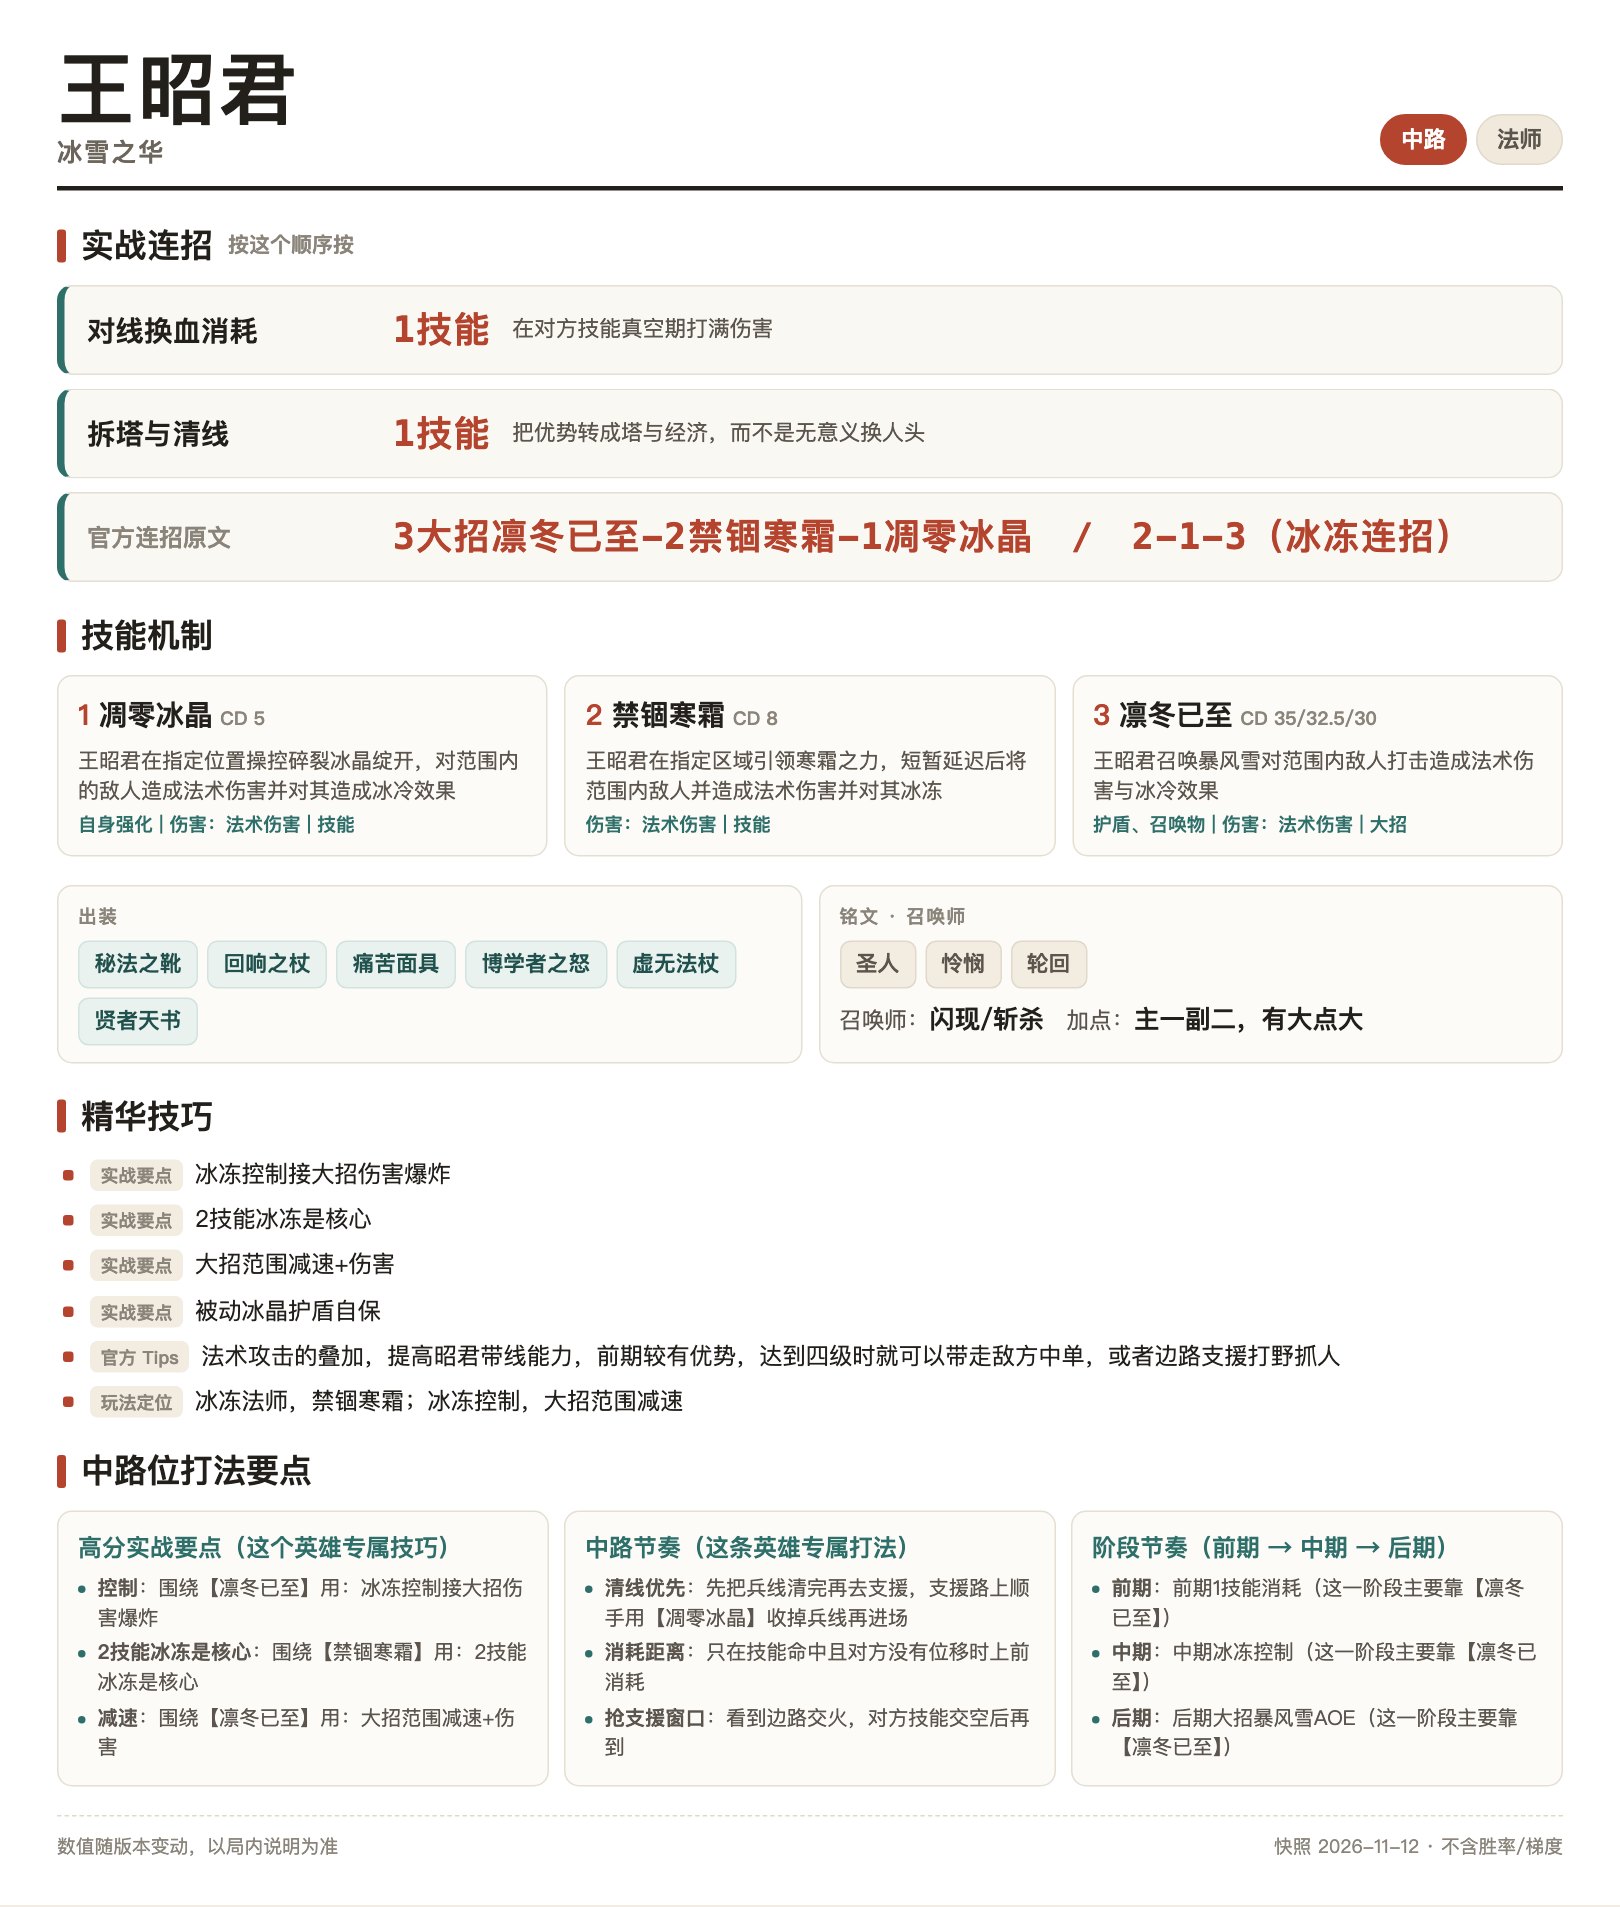 王昭君
冰雪之华
中路 法师
实战连招 按这个顺序按
对线换血消耗 1技能 在对方技能真空期打满伤害
拆塔与清线 1技能 把优势转成塔与经济，而不是无意义换人头
官方连招原文 3大招凛冬已至-2禁锢寒霜-1凋零冰晶 / 2-1-3（冰冻连招）
技能机制
1 凋零冰晶 CD 5
王昭君在指定位置操控碎裂冰晶绽开，对范围内
的敌人造成法术伤害并对其造成冰冷效果
自身强化 | 伤害：法术伤害 | 技能
2 禁锢寒霜 CD 8
王昭君在指定区域引领寒霜之力，短暂延迟后将
范围内敌人并造成法术伤害并对其冰冻
伤害：法术伤害 | 技能
3 凛冬已至 CD 35/32.5/30
王昭君召唤暴风雪对范围内敌人打击造成法术伤
害与冰冷效果
护盾、召唤物 | 伤害：法术伤害 | 大招
出装
秘法之靴 回响之杖 痛苦面具 博学者之怒 虚无法杖
贤者天书
铭文 · 召唤师
圣人 怜悯 轮回
召唤师：闪现/斩杀 加点：主一副二，有大点大
精华技巧
实战要点 冰冻控制接大招伤害爆炸
实战要点 2技能冰冻是核心
实战要点 大招范围减速+伤害
实战要点 被动冰晶护盾自保
官方 Tips 法术攻击的叠加，提高昭君带线能力，前期较有优势，达到四级时就可以带走敌方中单，或者边路支援打野抓人
玩法定位 冰冻法师，禁锢寒霜；冰冻控制，大招范围减速
中路位打法要点
高分实战要点（这个英雄专属技巧）
控制：围绕【凛冬已至】用：冰冻控制接大招伤
害爆炸
2技能冰冻是核心：围绕【禁锢寒霜】用：2技能
冰冻是核心
减速：围绕【凛冬已至】用：大招范围减速+伤
害
中路节奏（这条英雄专属打法）
清线优先：先把兵线清完再去支援，支援路上顺
手用【凋零冰晶】收掉兵线再进场
消耗距离：只在技能命中且对方没有位移时上前
消耗
抢支援窗口：看到边路交火，对方技能交空后再
到
阶段节奏（前期 → 中期 → 后期）
前期：前期1技能消耗（这一阶段主要靠【凛冬
已至】）
中期：中期冰冻控制（这一阶段主要靠【凛冬已
至】）
后期：后期大招暴风雪AOE（这一阶段主要靠
【凛冬已至】）
数值随版本变动，以局内说明为准
快照 2026-11-12 · 不含胜率/梯度